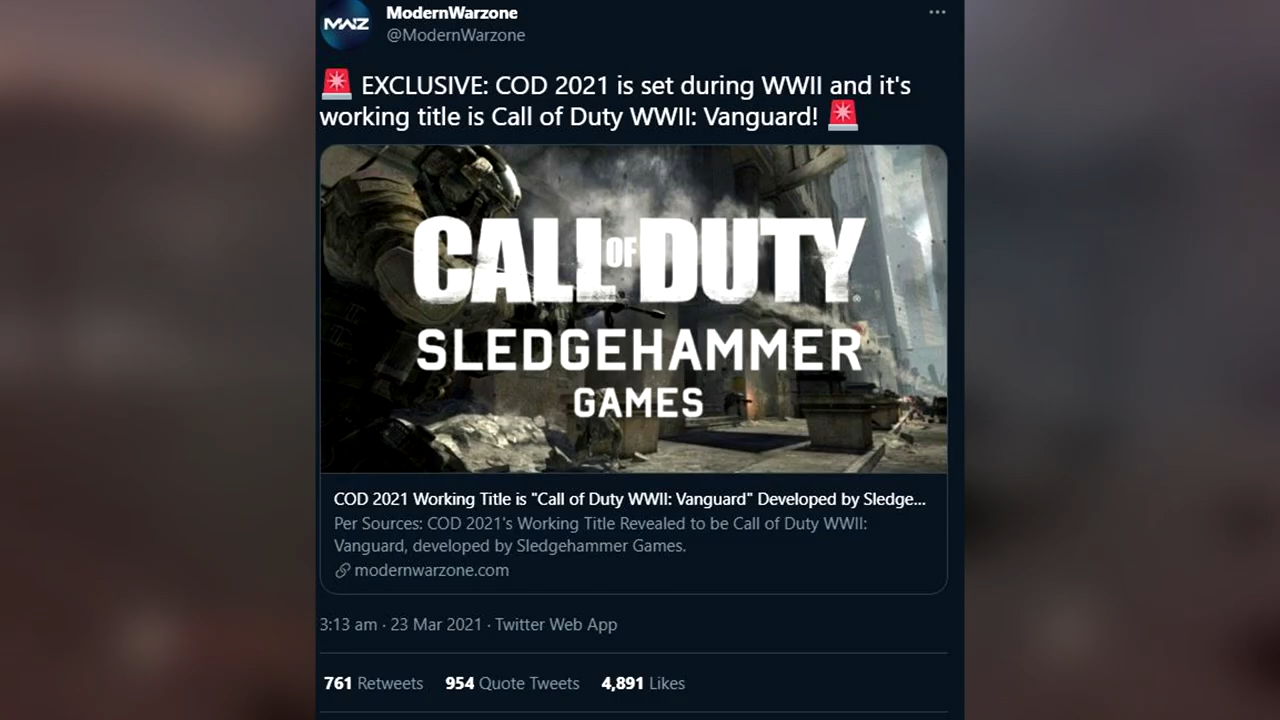 MWZ
ModernWarzone
@ModernWarzone
🚨 EXCLUSIVE: COD 2021 is set during WWII and it's
working title is Call of Duty WWII: Vanguard! 🚨
CALL OF DUTY
SLEDGEHAMMER
GAMES
COD 2021 Working Title is "Call of Duty WWII: Vanguard" Developed by Sledge...
Per Sources: COD 2021's Working Title Revealed to be Call of Duty WWII:
Vanguard, developed by Sledgehammer Games.
modernwarzone.com
3:13 am · 23 Mar 2021 · Twitter Web App
761 Retweets 954 Quote Tweets 4,891 Likes